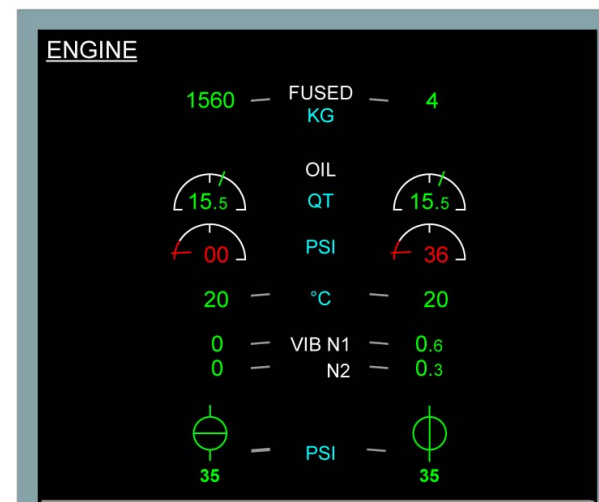 ENGINE
1560 FUSED 4
KG
OIL
15.5 QT 15.5
00 PSI 36
20 °C 20
0 VIB N1 0.6
0 N2 0.3
PSI
35 35